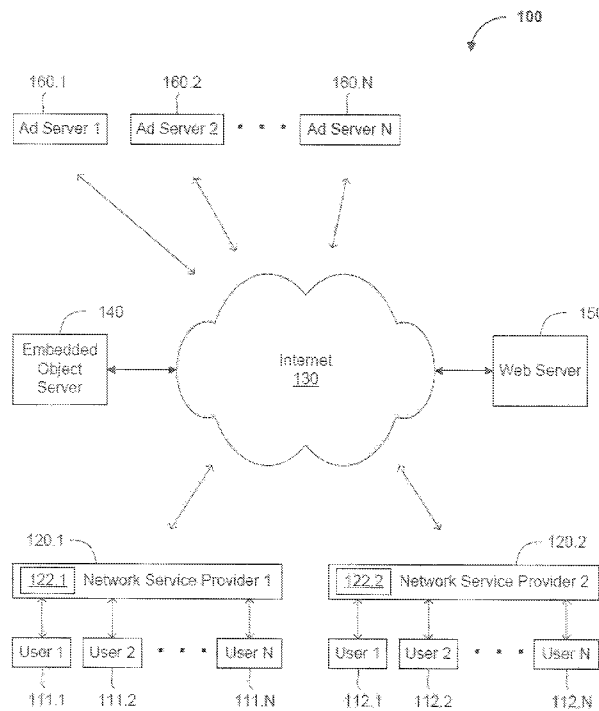 100
160.1 160.2 160.N
Ad Server 1 Ad Server 2 Ad Server N
140
150
Embedded
Object
Server
Internet
130
Web Server
120.1 120.2
122.1 Network Service Provider 1
122.2 Network Service Provider 2
User 1 User 2 User N
User 1 User 2 User N
111.1 111.2 111.N
112.1 112.2 112.N